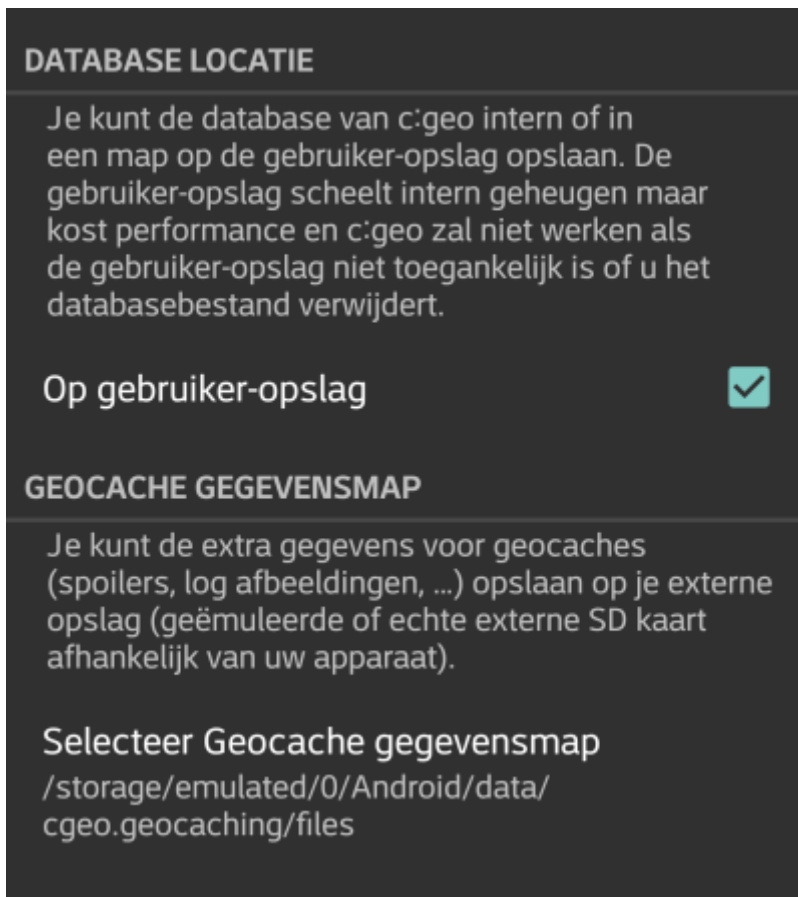 DATABASE LOCATIE
Je kunt de database van c:geo intern of in
een map op de gebruiker-opslag opslaan. De
gebruiker-opslag scheelt intern geheugen maar
kost performance en c:geo zal niet werken als
de gebruiker-opslag niet toegankelijk is of u het
databasebestand verwijdert.
Op gebruiker-opslag
GEOCACHE GEGEVENSMAP
Je kunt de extra gegevens voor geocaches
(spoilers, log afbeeldingen, ...) opslaan op je externe
opslag (geëmuleerde of echte externe SD kaart
afhankelijk van uw apparaat).
Selecteer Geocache gegevensmap
/storage/emulated/0/Android/data/
cgeo.geocaching/files